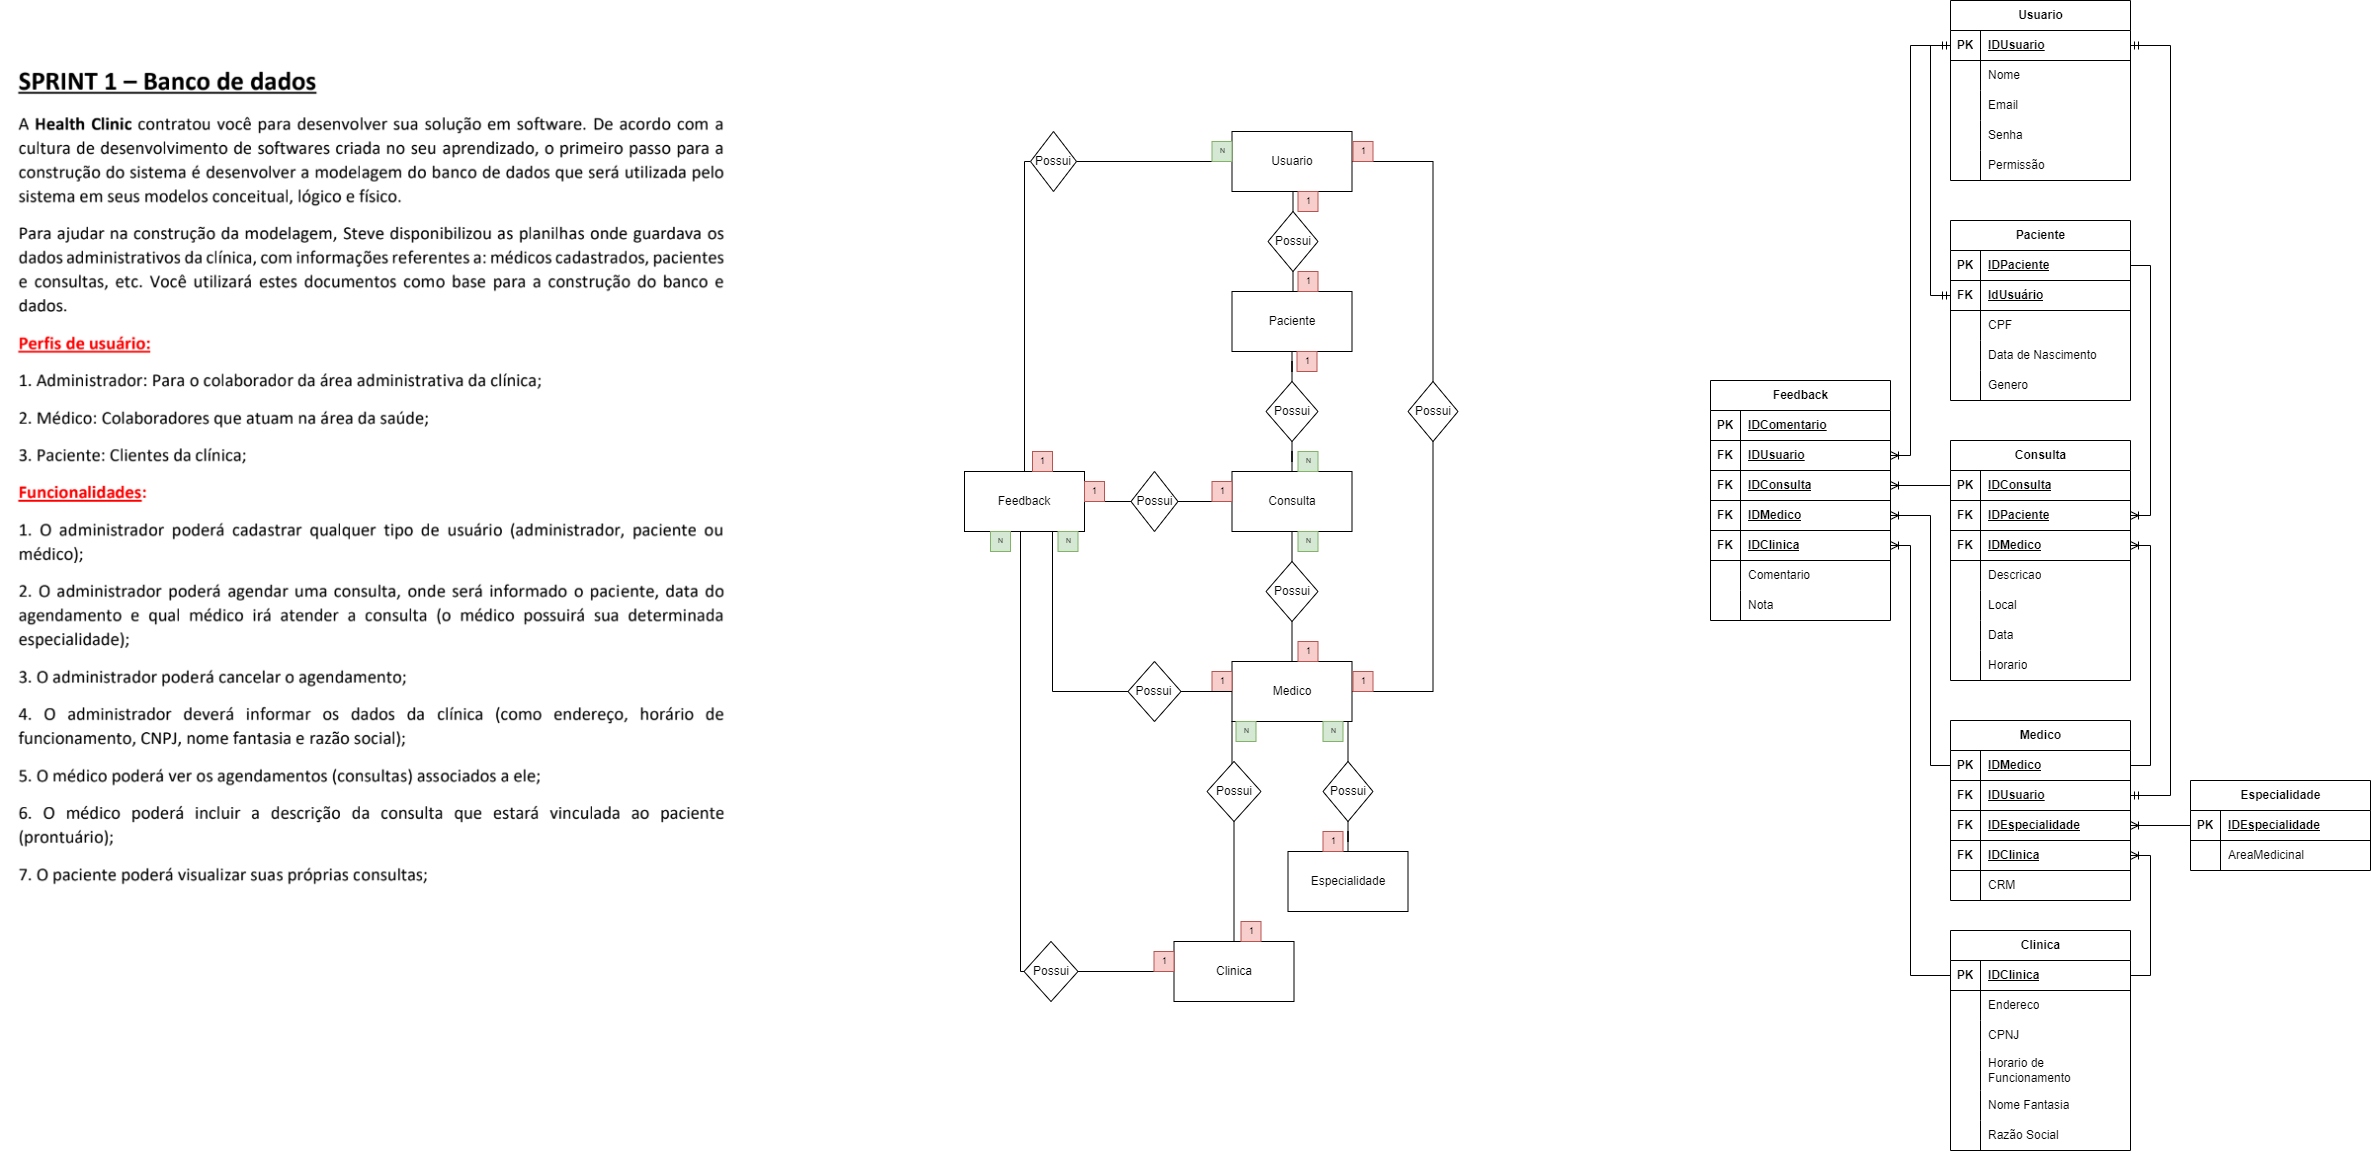 SPRINT 1 – Banco de dados
A Health Clinic contratou você para desenvolver sua solução em software. De acordo com a
cultura de desenvolvimento de softwares criada no seu aprendizado, o primeiro passo para a
construção do sistema é desenvolver a modelagem do banco de dados que será utilizada pelo
sistema em seus modelos conceitual, lógico e físico.
Para ajudar na construção da modelagem, Steve disponibilizou as planilhas onde guardava os
dados administrativos da clínica, com informações referentes a: médicos cadastrados, pacientes
e consultas, etc. Você utilizará estes documentos como base para a construção do banco e
dados.
Perfis de usuário:
1. Administrador: Para o colaborador da área administrativa da clínica;
2. Médico: Colaboradores que atuam na área da saúde;
3. Paciente: Clientes da clínica;
Funcionalidades:
1. O administrador poderá cadastrar qualquer tipo de usuário (administrador, paciente ou
médico);
2. O administrador poderá agendar uma consulta, onde será informado o paciente, data do
agendamento e qual médico irá atender a consulta (o médico possuirá sua determinada
especialidade);
3. O administrador poderá cancelar o agendamento;
4. O administrador deverá informar os dados da clínica (como endereço, horário de
funcionamento, CNPJ, nome fantasia e razão social);
5. O médico poderá ver os agendamentos (consultas) associados a ele;
6. O médico poderá incluir a descrição da consulta que estará vinculada ao paciente
(prontuário);
7. O paciente poderá visualizar suas próprias consultas;
Possui
N
Usuario
1
1
Possui
1
Paciente
1
Possui
Possui
1
N
Feedback
1
Possui
1
Consulta
N
N
N
Possui
1
Possui
1
Medico
1
N
N
Possui
Possui
1
Especialidade
1
Possui
1
Clinica
Usuario
PK IDUsuario
Nome
Email
Senha
Permissão
Paciente
PK IDPaciente
FK IdUsuário
CPF
Data de Nascimento
Genero
Feedback
PK IDComentario
FK IDUsuario
FK IDConsulta
FK IDMedico
FK IDClinica
Comentario
Nota
Consulta
PK IDConsulta
FK IDPaciente
FK IDMedico
Descricao
Local
Data
Horario
Medico
PK IDMedico
FK IDUsuario
FK IDEspecialidade
FK IDClinica
CRM
Especialidade
PK IDEspecialidade
AreaMedicinal
Clinica
PK IDClinica
Endereco
CPNJ
Horario de
Funcionamento
Nome Fantasia
Razão Social